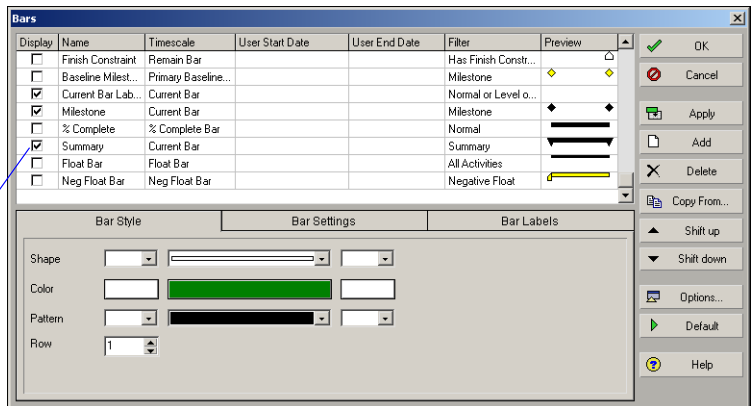 Bars
Display Name Timescale User Start Date User End Date Filter Preview
Finish Constraint Remain Bar Has Finish Constr...
Baseline Milest... Primary Baseline... Milestone
Current Bar Lab... Current Bar Normal or Level o...
Milestone Current Bar Milestone
% Complete % Complete Bar Normal
Summary Current Bar Summary
Float Bar Float Bar All Activities
Neg Float Bar Neg Float Bar Negative Float
Bar Style Bar Settings Bar Labels
Shape
Color
Pattern
Row 1
OK
Cancel
Apply
Add
Delete
Copy From...
Shift up
Shift down
Options...
Default
Help